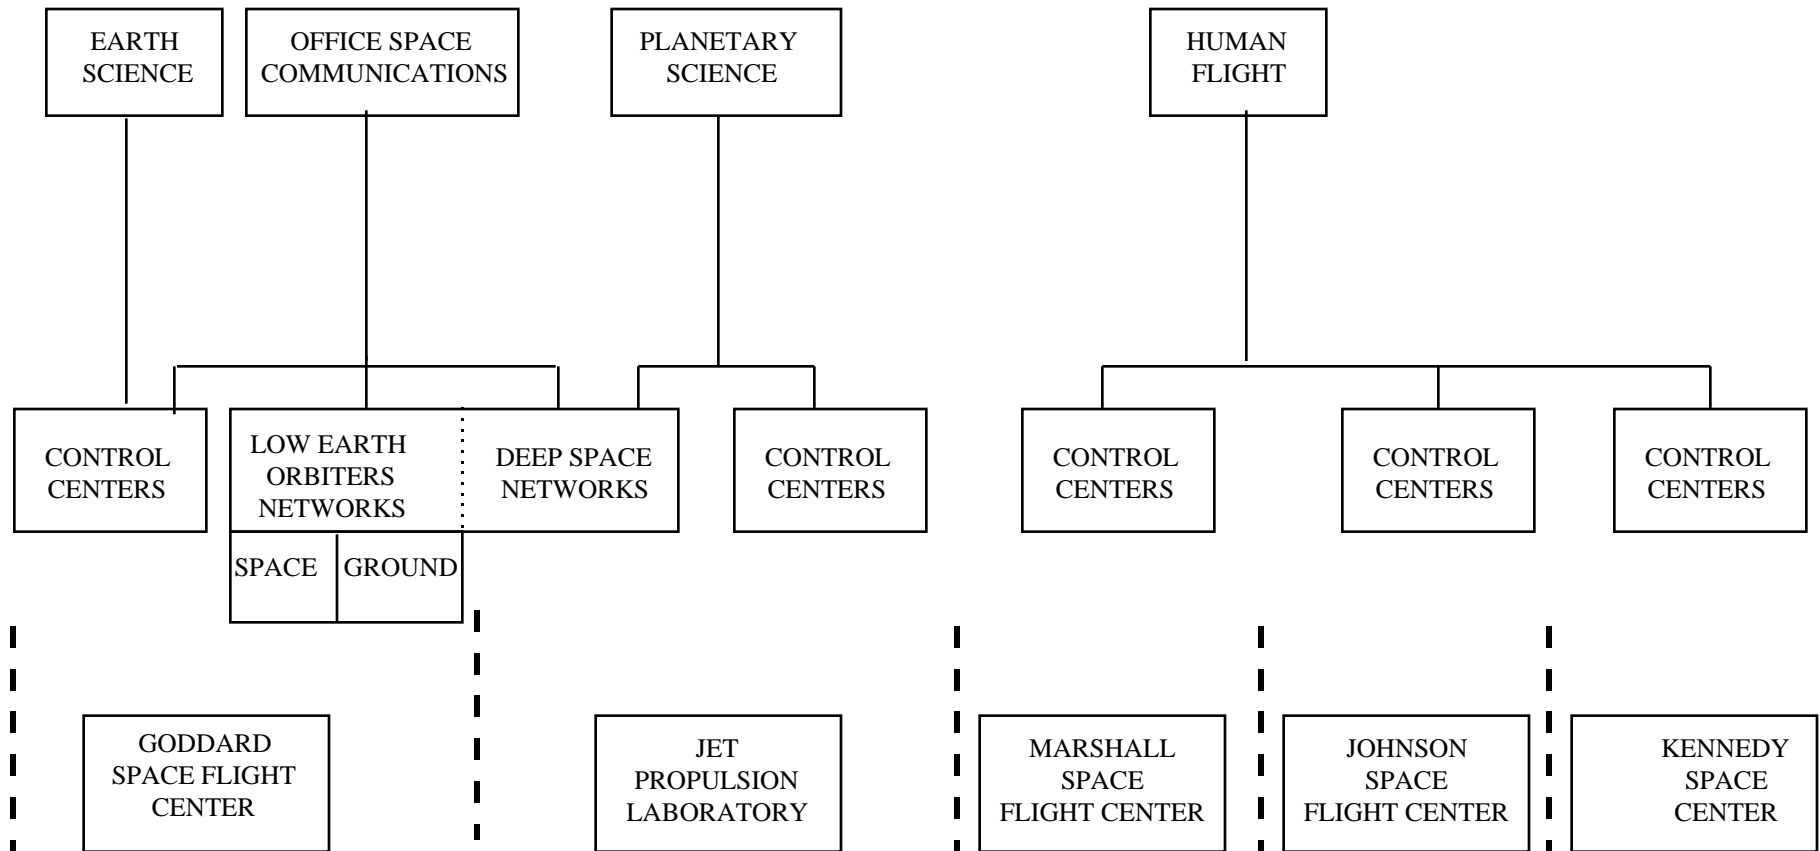 EARTH
SCIENCE
OFFICE SPACE
COMMUNICATIONS
PLANETARY
SCIENCE
HUMAN
FLIGHT
CONTROL
CENTERS
LOW EARTH
ORBITERS
NETWORKS
DEEP SPACE
NETWORKS
CONTROL
CENTERS
CONTROL
CENTERS
CONTROL
CENTERS
CONTROL
CENTERS
SPACE
GROUND
GODDARD
SPACE FLIGHT
CENTER
JET
PROPULSION
LABORATORY
MARSHALL
SPACE
FLIGHT CENTER
JOHNSON
SPACE
FLIGHT CENTER
KENNEDY
SPACE
CENTER